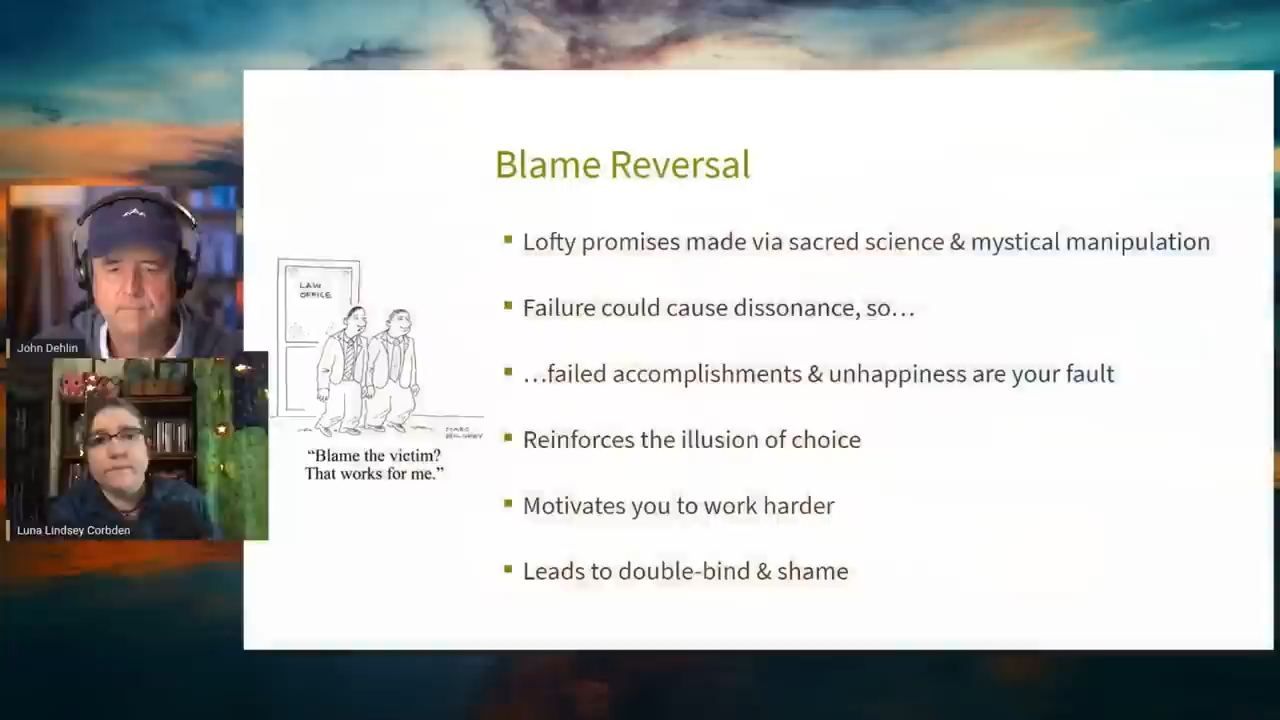 Blame Reversal
Lofty promises made via sacred science & mystical manipulation
Failure could cause dissonance, so…
…failed accomplishments & unhappiness are your fault
Reinforces the illusion of choice
Motivates you to work harder
Leads to double-bind & shame
LAW
OFFICE
“Blame the victim?
That works for me.”
John Dehlin
Luna Lindsey Corbden